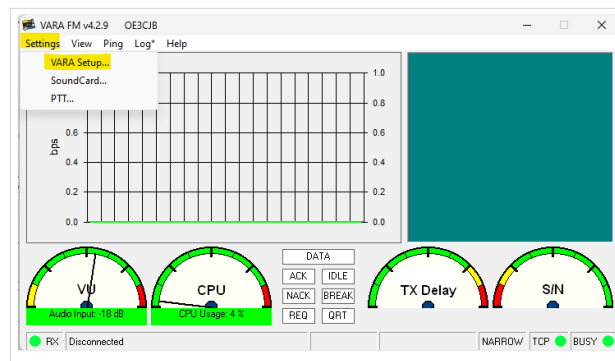 VARA FM v4.2.9 OE3CJB
Settings View Ping Log* Help
VARA Setup...
SoundCard...
PTT...
1.0
0.8
0.6
0.6
0.4
0.4
0.2
0.2
0.0
0.0
bps
DATA
ACK IDLE
NACK BREAK
REQ QRT
VU
Audio Input: -18 dB
CPU
CPU Usage: 4 %
TX Delay
S/N
RX Disconnected NARROW TCP BUSY